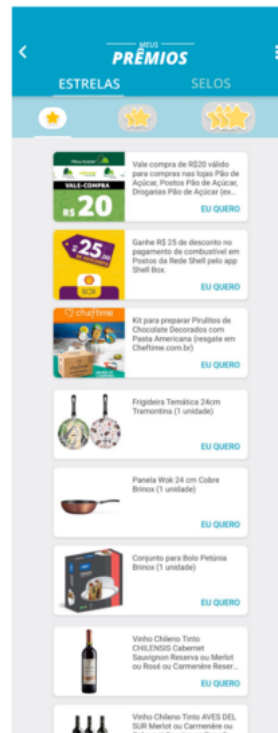 MEUS
PRÊMIOS
ESTRELAS
SELOS
VALE-COMPRA
R$ 20
Vale compra de R$20 válido
para compras nas lojas Pão de
Açúcar, Postos Pão de Açúcar,
Drogarias Pão de Açúcar (ex...
EU QUERO
$25,00
BOX
Ganhe R$ 25 de desconto no
pagamento de combustível em
Postos da Rede Shell pelo app
Shell Box.
EU QUERO
cheftime
Kit para preparar Pirulitos de
Chocolate Decorados com
Pasta Americana (resgate em
Cheftime.com.br)
EU QUERO
Frigideira Temática 24cm
Tramontina (1 unidade)
EU QUERO
Panela Wok 24 cm Cobre
Brinox (1 unidade)
EU QUERO
Conjunto para Bolo Petúnia
Brinox (1 unidade)
EU QUERO
Vinho Chileno Tinto
CHILENSIS Cabernet
Sauvignon Reserva ou Merlot
ou Rosé ou Carmenére Reser...
EU QUERO
Vinho Chileno Tinto AVES DEL
SUR Merlot ou Carmenére ou